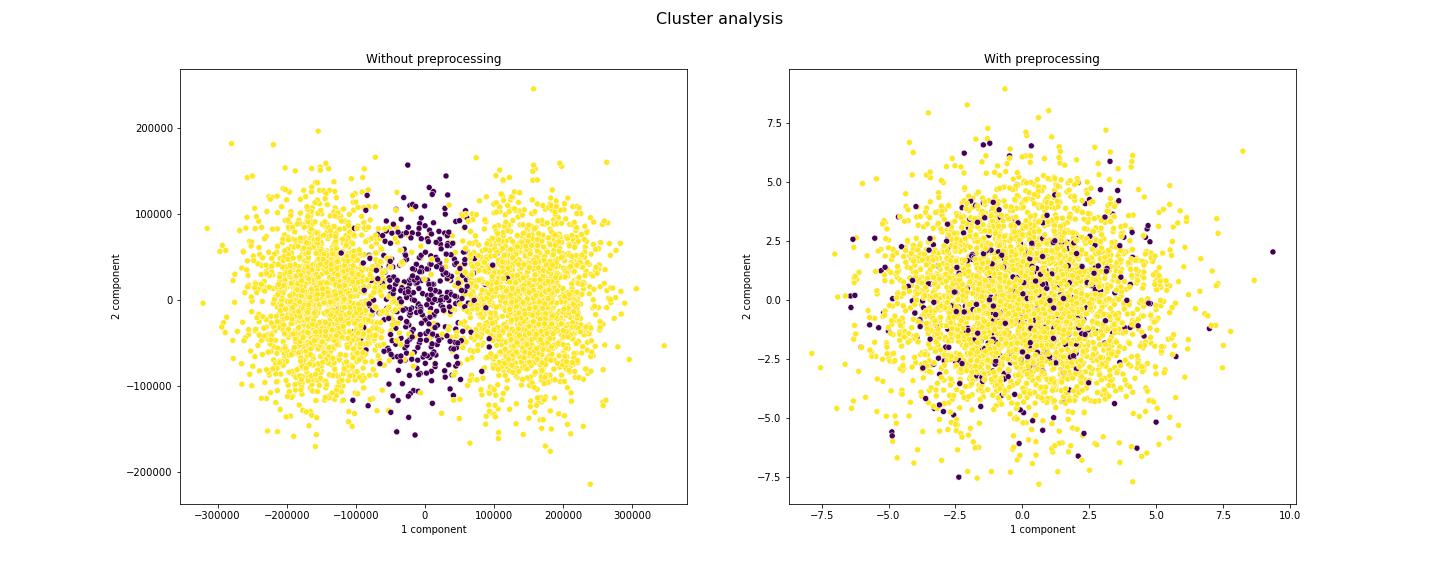 Cluster analysis
Without preprocessing
200000
100000
0
−100000
−200000
2 component
−300000 −200000 −100000 0 100000 200000 300000
1 component
With preprocessing
7.5
5.0
2.5
0.0
−2.5
−5.0
−7.5
2 component
−7.5 −5.0 −2.5 0.0 2.5 5.0 7.5 10.0
1 component